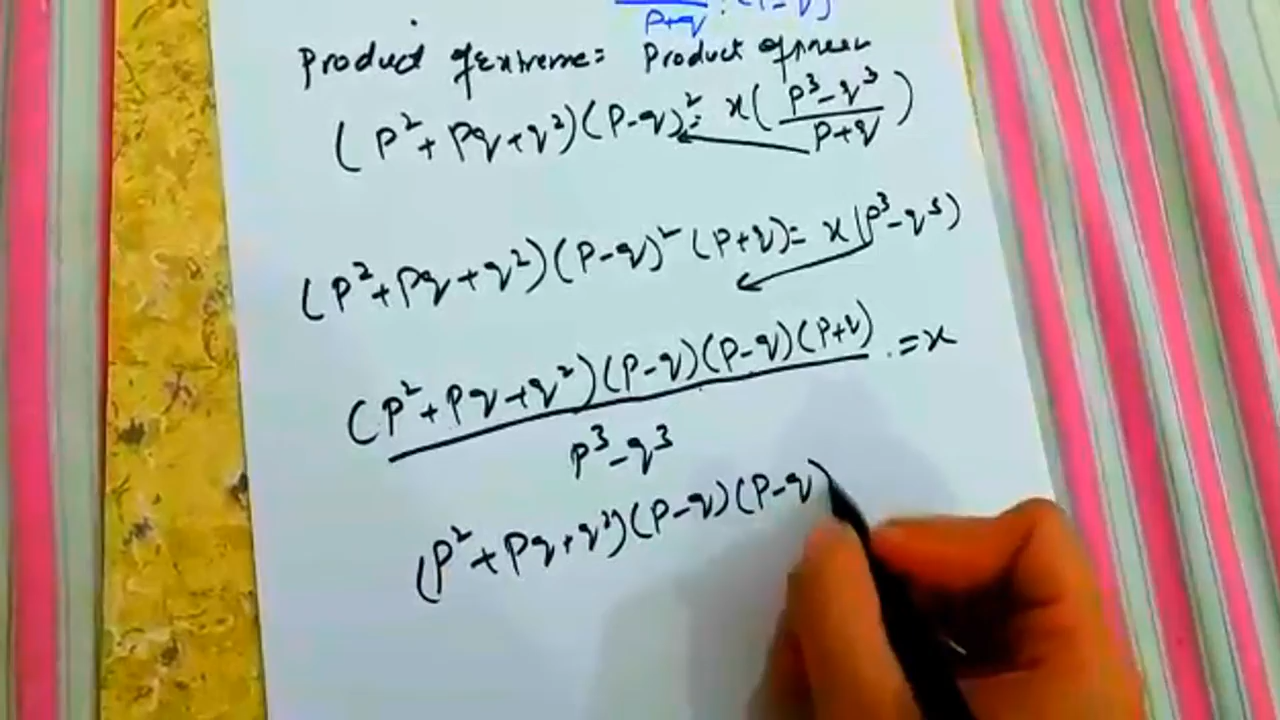 P+q : (P-q)
Product of Extreme = Product of mean
(P²+Pq+q²)(P-q)² = x(P³-q³/P+q)
(P²+Pq+q²)(P-q)²(P+q) = x(P³-q³)
(P²+Pq+q²)(P-q)(P-q)(P+q) = x
P³-q³
(P²+Pq+q²)(P-q)(P-q)